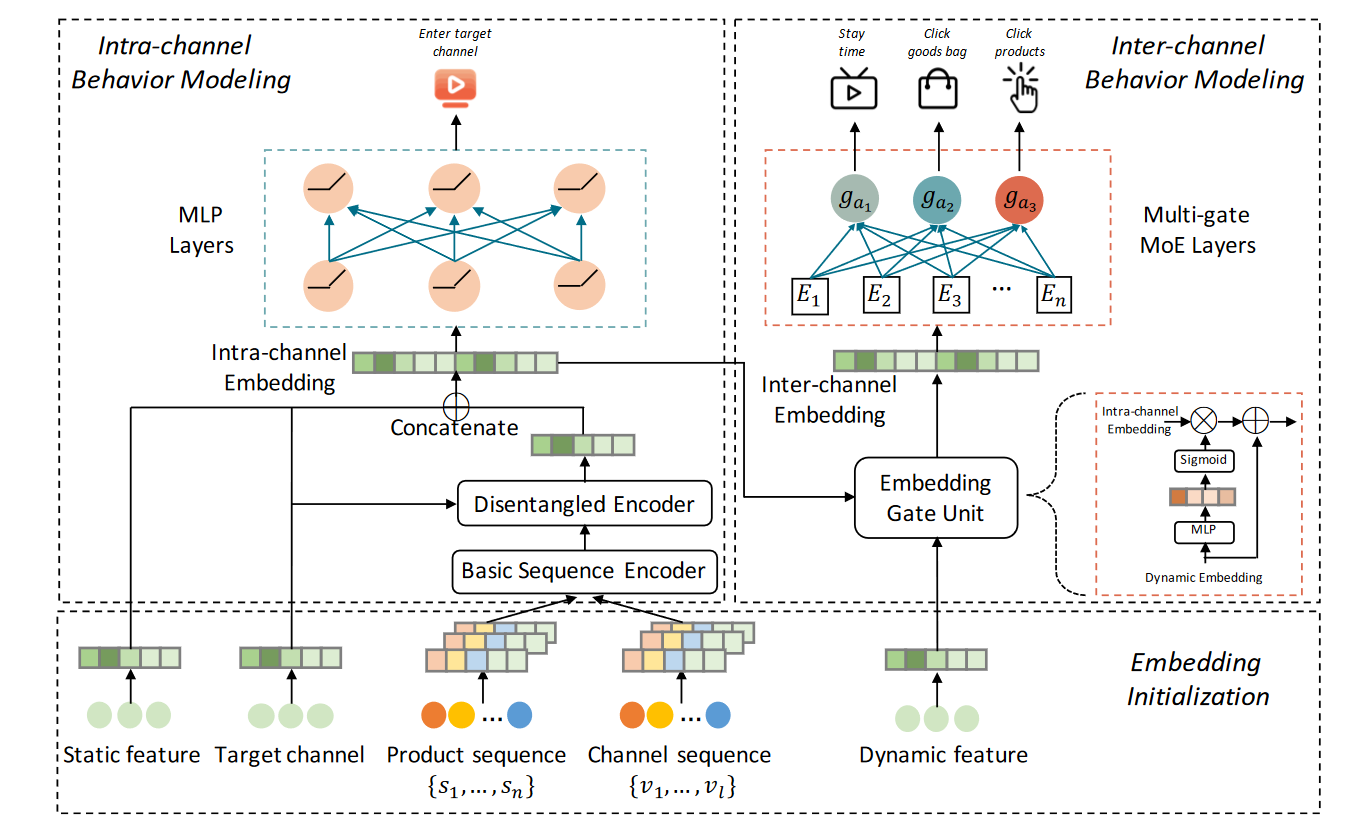 Intra-channel
Behavior Modeling
Enter target
channel
MLP
Layers
Intra-channel
Embedding
Concatenate
Disentangled Encoder
Basic Sequence Encoder
Inter-channel
Behavior Modeling
Stay
time
Click
goods bag
Click
products
g_{a_1}
g_{a_2}
g_{a_3}
Multi-gate
MoE Layers
E_1
E_2
E_3
...
E_n
Inter-channel
Embedding
Embedding
Gate Unit
Intra-channel
Embedding
Sigmoid
MLP
Dynamic Embedding
Embedding
Initialization
...
...
Static feature
Target channel
Product sequence
{s_1,...,s_n}
Channel sequence
{v_1,...,v_l}
Dynamic feature